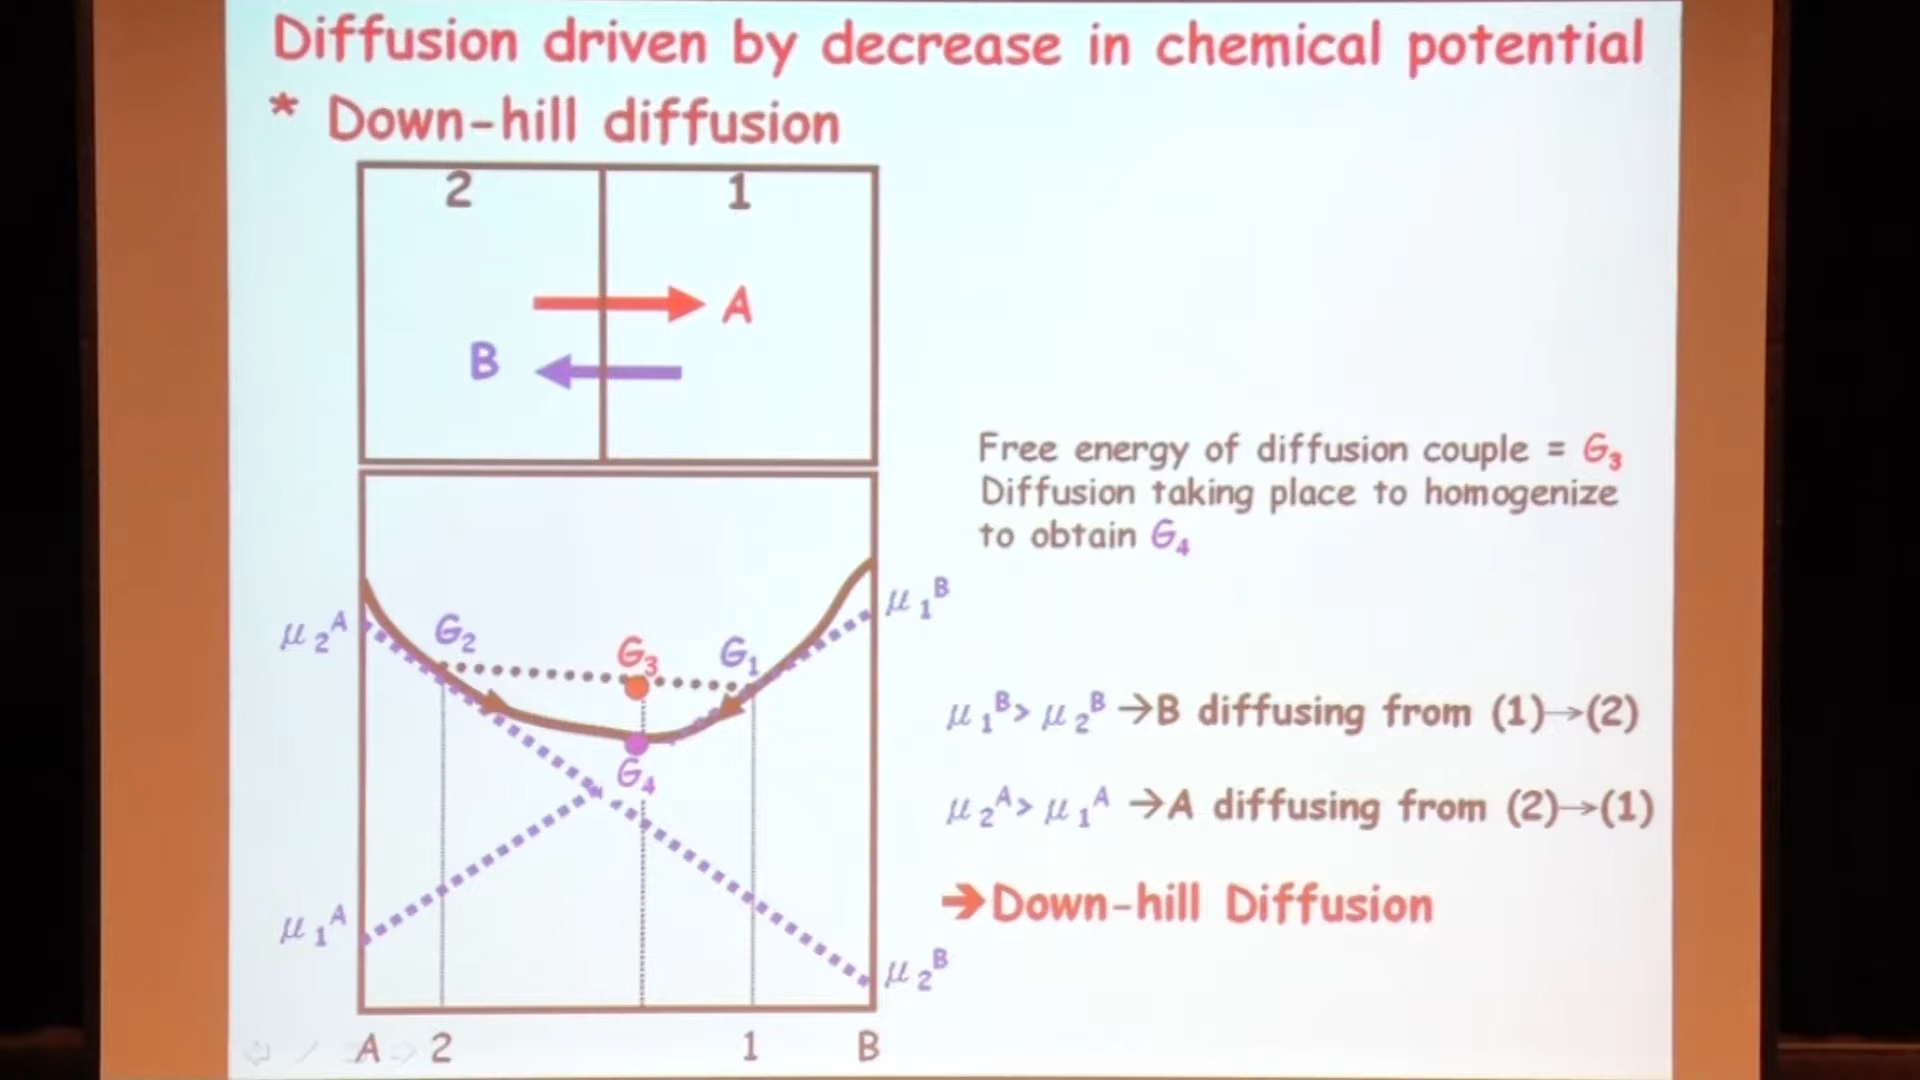 Diffusion driven by decrease in chemical potential
* Down-hill diffusion
2 1
A
B
Free energy of diffusion couple = G₃
Diffusion taking place to homogenize
to obtain G₄
μ₁ᴮ
μ₂ᴬ G₂ G₃ G₁
μ₁ᴮ> μ₂ᴮ →B diffusing from (1)→(2)
G₄
μ₂ᴬ> μ₁ᴬ →A diffusing from (2)→(1)
➔Down-hill Diffusion
μ₁ᴬ
μ₂ᴮ
A 2 1 B